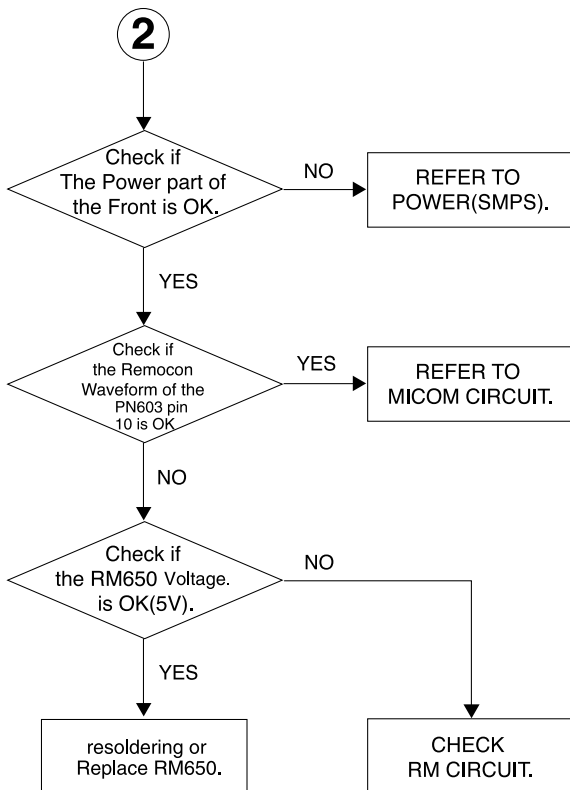 2
Check if
The Power part of
the Front is OK.
NO
REFER TO
POWER(SMPS).
YES
Check if
the Remocon
Waveform of the
PN603 pin
10 is OK
YES
REFER TO
MICOM CIRCUIT.
NO
Check if
the RM650 Voltage.
is OK(5V).
NO
YES
resoldering or
Replace RM650.
CHECK
RM CIRCUIT.